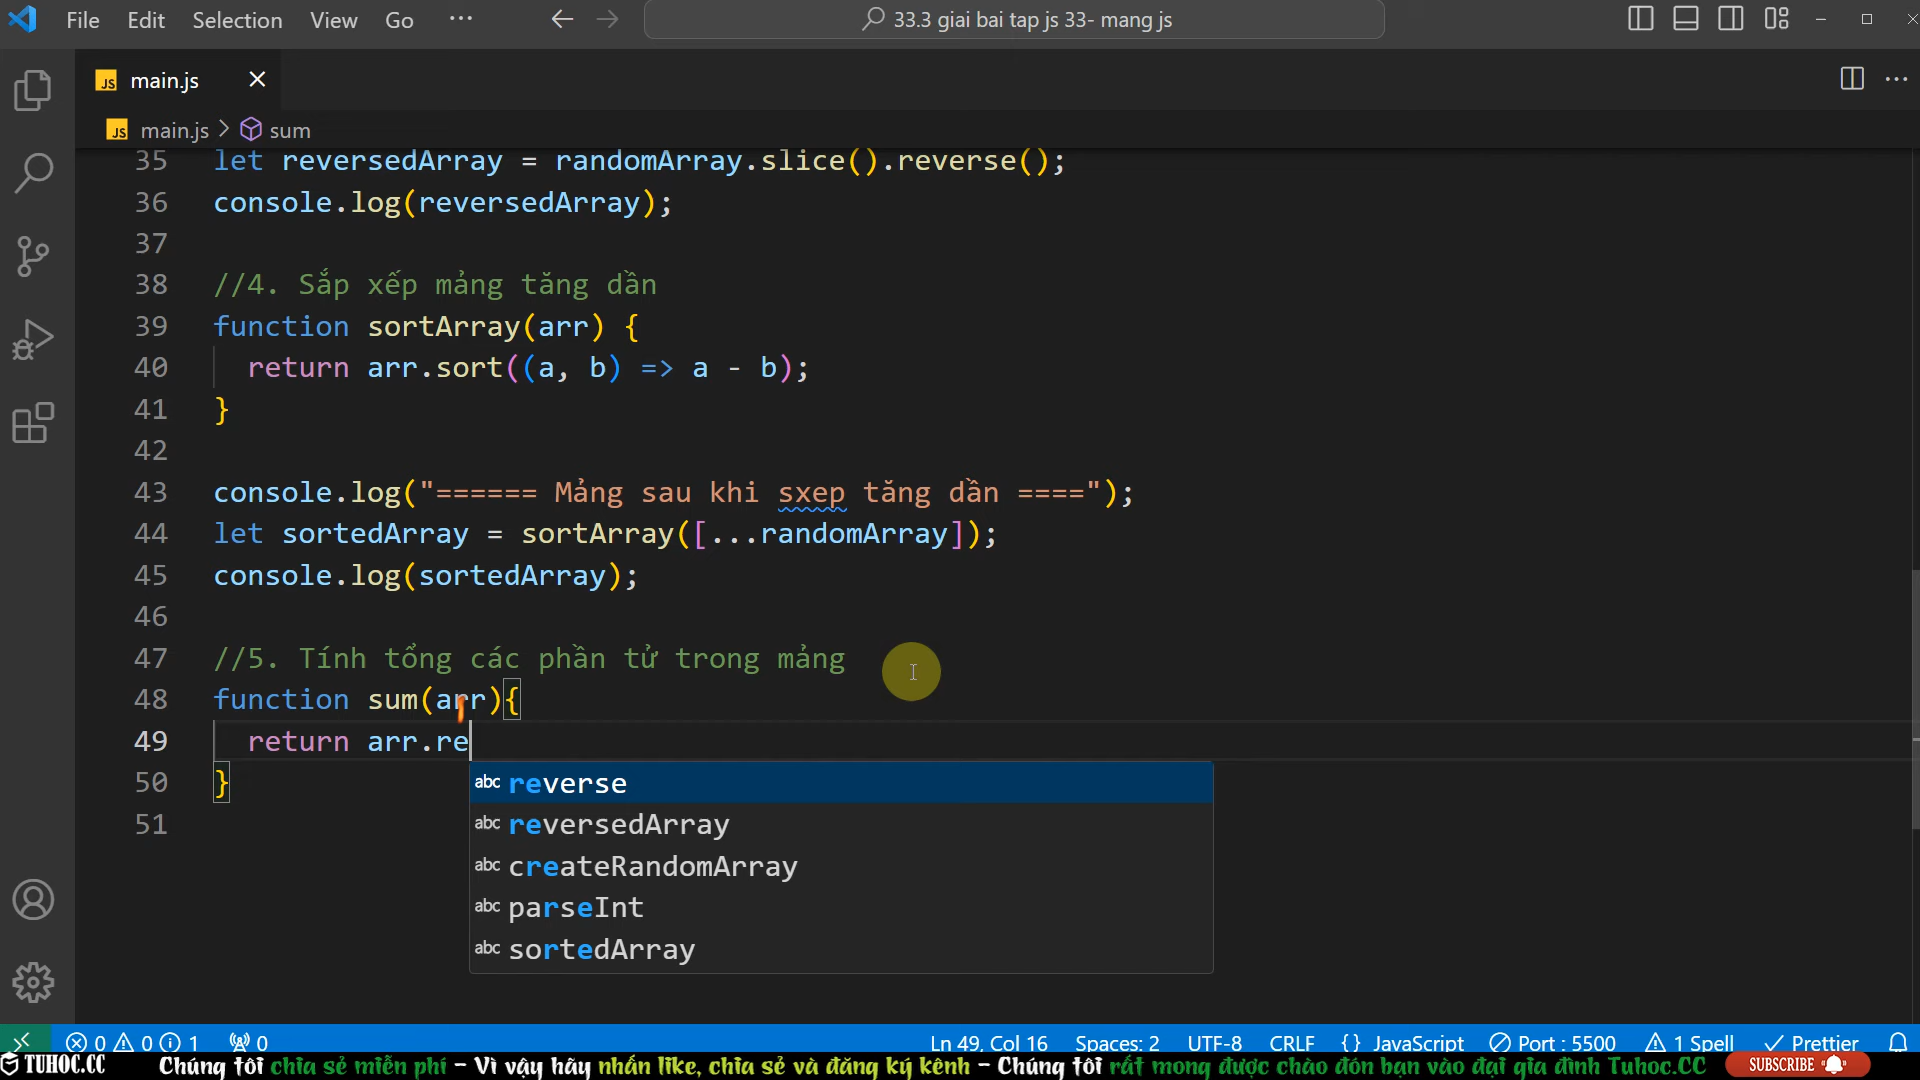 File Edit Selection View Go ··· 33.3 giai bai tap js 33- mang js
JS main.js
JS main.js > sum
35 let reversedArray = randomArray.slice().reverse();
36 console.log(reversedArray);
37
38 //4. Sắp xếp mảng tăng dần
39 function sortArray(arr) {
40 return arr.sort((a, b) => a - b);
41 }
42
43 console.log("====== Mảng sau khi sxep tăng dần ====");
44 let sortedArray = sortArray([...randomArray]);
45 console.log(sortedArray);
46
47 //5. Tính tổng các phần tử trong mảng
48 function sum(arr){
49 return arr.re
50 }
51
abc reverse
abc reversedArray
abc createRandomArray
abc parseInt
abc sortedArray
0 0 1 0 Ln 49, Col 16 Spaces: 2 UTF-8 CRLF {} JavaScript Port : 5500 1 Spell Prettier
TUHOC.CC Chúng tôi chia sẻ miễn phí - Vì vậy hãy nhấn like, chia sẻ và đăng ký kênh - Chúng tôi rất mong được chào đón bạn vào đại gia đình Tuhoc.CC SUBSCRIBE